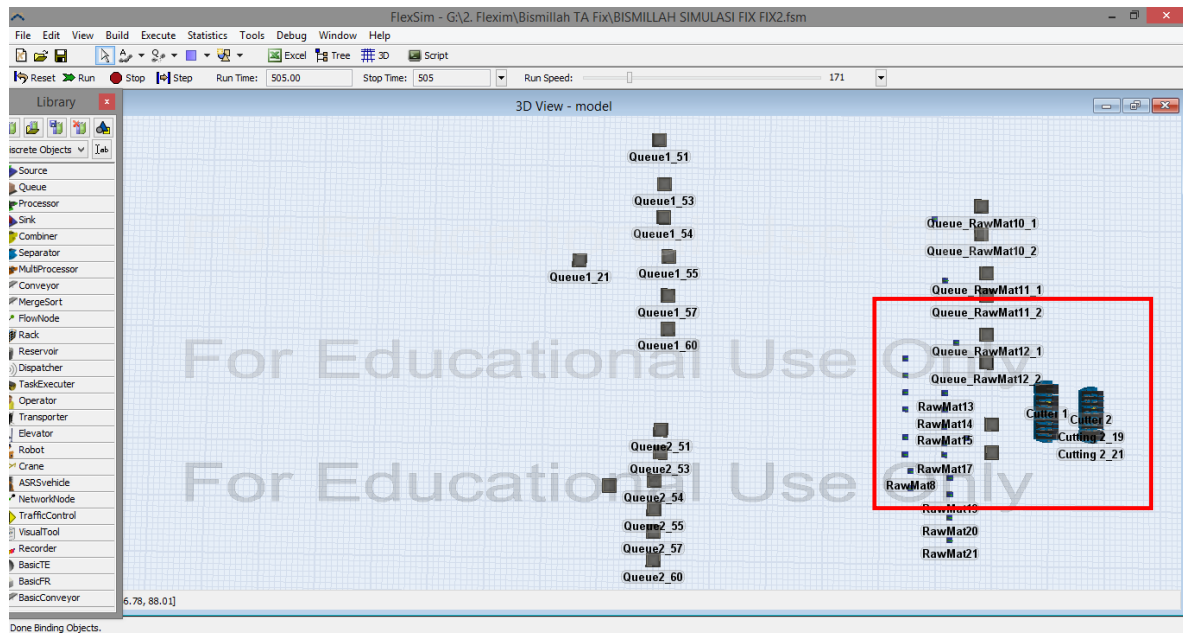 FlexSim - G:\2. Flexim\Bismillah TA Fix\BISMILLAH SIMULASI FIX FIX2.fsm
File Edit View Build Execute Statistics Tools Debug Window Help
Excel Tree 3D Script
Reset Run Stop Step Run Time: 505.00 Stop Time: 505 Run Speed: 171
Library
3D View - model
iscrete Objects
Source
Queue
Processor
Sink
Combiner
Separator
MultiProcessor
Conveyor
MergeSort
FlowNode
Rack
Reservoir
Dispatcher
TaskExecuter
Operator
Transporter
Elevator
Robot
Crane
ASRSvehicle
NetworkNode
TrafficControl
VisualTool
Recorder
BasicTE
BasicFR
BasicConveyor
Queue1_51
Queue1_53
Queue1_54
Queue1_21
Queue1_55
Queue1_57
Queue1_60
Queue_RawMat10_1
Queue_RawMat10_2
Queue_RawMat11_1
Queue_RawMat11_2
Queue_RawMat12_1
Queue_RawMat12_2
For Educational Use Only
RawMat13
RawMat14
RawMat15
RawMat17
RawMat8
RawMat19
RawMat20
RawMat21
Cutter 1
Cutter 2
Cutting 2_19
Cutting 2_21
Queue2_51
Queue2_53
For Educational Use Only
Queue2_54
Queue2_55
Queue2_57
Queue2_60
6.78, 88.01]
Done Binding Objects.